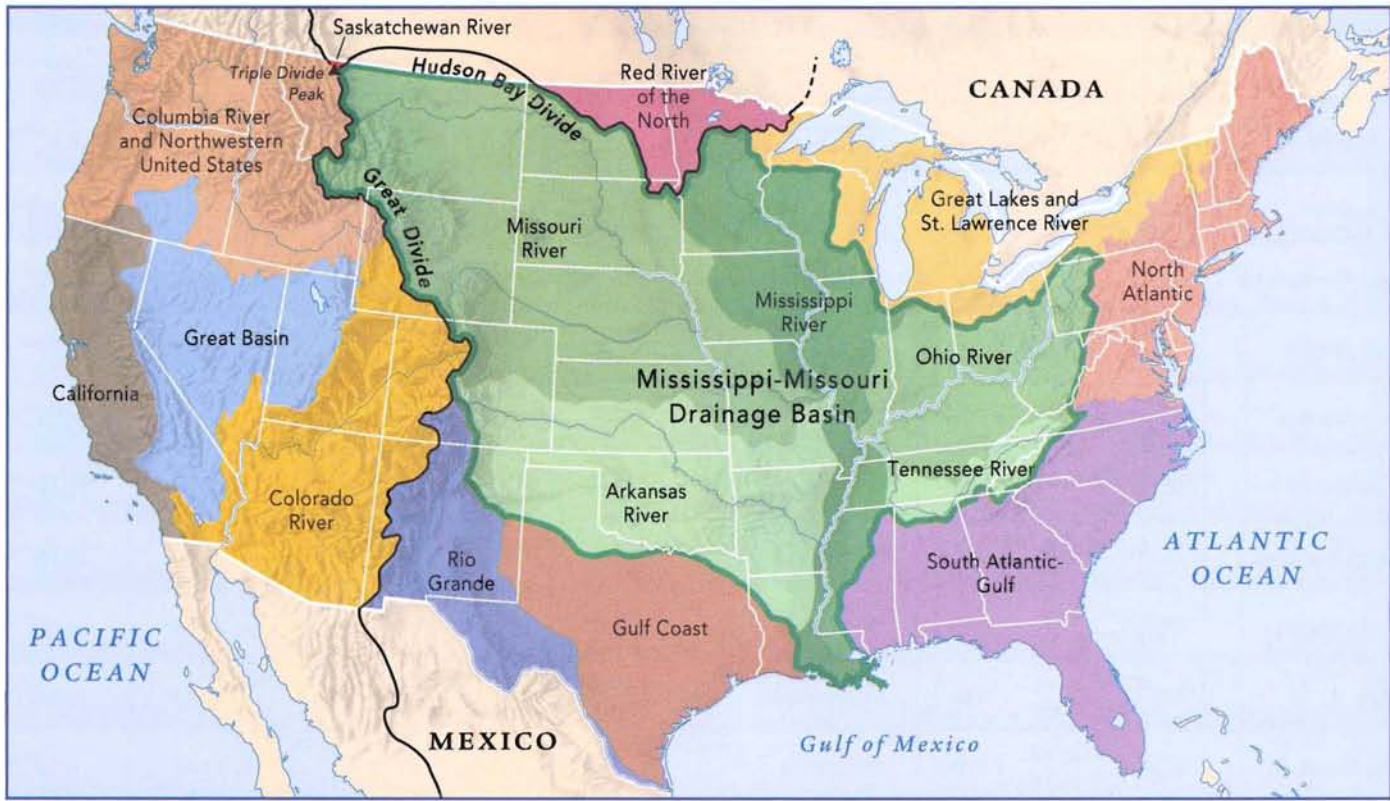 Saskatchewan River
Triple Divide
Peak
Hudson Bay Divide
Red River
of the
North
CANADA
Columbia River
and Northwestern
United States
Great Divide
Missouri
River
Great Lakes and
St. Lawrence River
North
Atlantic
Mississippi
River
Great Basin
Ohio River
California
Mississippi-Missouri
Drainage Basin
Tennessee River
Colorado
River
Arkansas
River
Rio
Grande
South Atlantic-
Gulf
ATLANTIC
OCEAN
Gulf Coast
PACIFIC
OCEAN
MEXICO
Gulf of Mexico